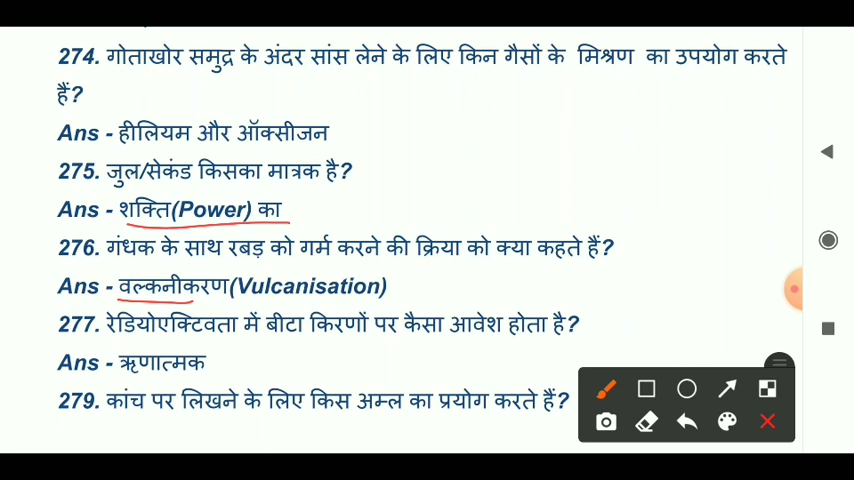 274. गोताखोर समुद्र के अंदर सांस लेने के लिए किन गैसों के मिश्रण का उपयोग करते
हैं?
Ans - हीलियम और ऑक्सीजन
275. जुल/सेकंड किसका मात्रक है?
Ans - शक्ति(Power) का
276. गंधक के साथ रबड़ को गर्म करने की क्रिया को क्या कहते हैं?
Ans - वल्कनीकरण(Vulcanisation)
277. रेडियोएक्टिवता में बीटा किरणों पर कैसा आवेश होता है?
Ans - ऋणात्मक
279. कांच पर लिखने के लिए किस अम्ल का प्रयोग करते हैं?